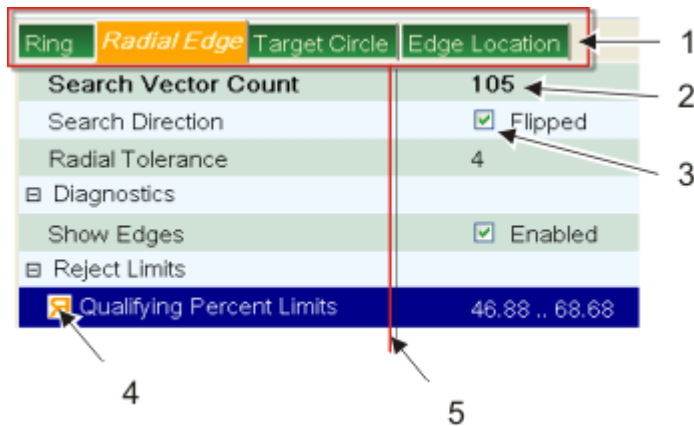 Ring Radial Edge Target Circle Edge Location 1
Search Vector Count 105 2
Search Direction Flipped
3
Radial Tolerance 4
Diagnostics
Show Edges Enabled
Reject Limits
Qualifying Percent Limits 46.88 .. 68.68
4
5